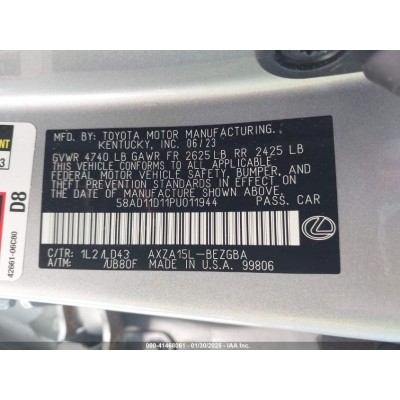 MFD. BY: TOYOTA MOTOR MANUFACTURING,
KENTUCKY, INC. 06/23
GVWR 4740 LB GAWR FR 2625 LB RR 2425 LB
THIS VEHICLE CONFORMS TO ALL APPLICABLE
FEDERAL MOTOR VEHICLE SAFETY, BUMPER, AND
THEFT PREVENTION STANDARDS IN EFFECT ON
THE DATE OF MANUFACTURE SHOWN ABOVE.
58AD11D11PU011944 PASS. CAR
C/TR: 1L2/LD43 AXZA15L-BEZGBA
A/TM: /UB80F MADE IN U.S.A. 99806
D8
42661-06C80
000-41468061 | 01/30/2025 | IAA Inc.